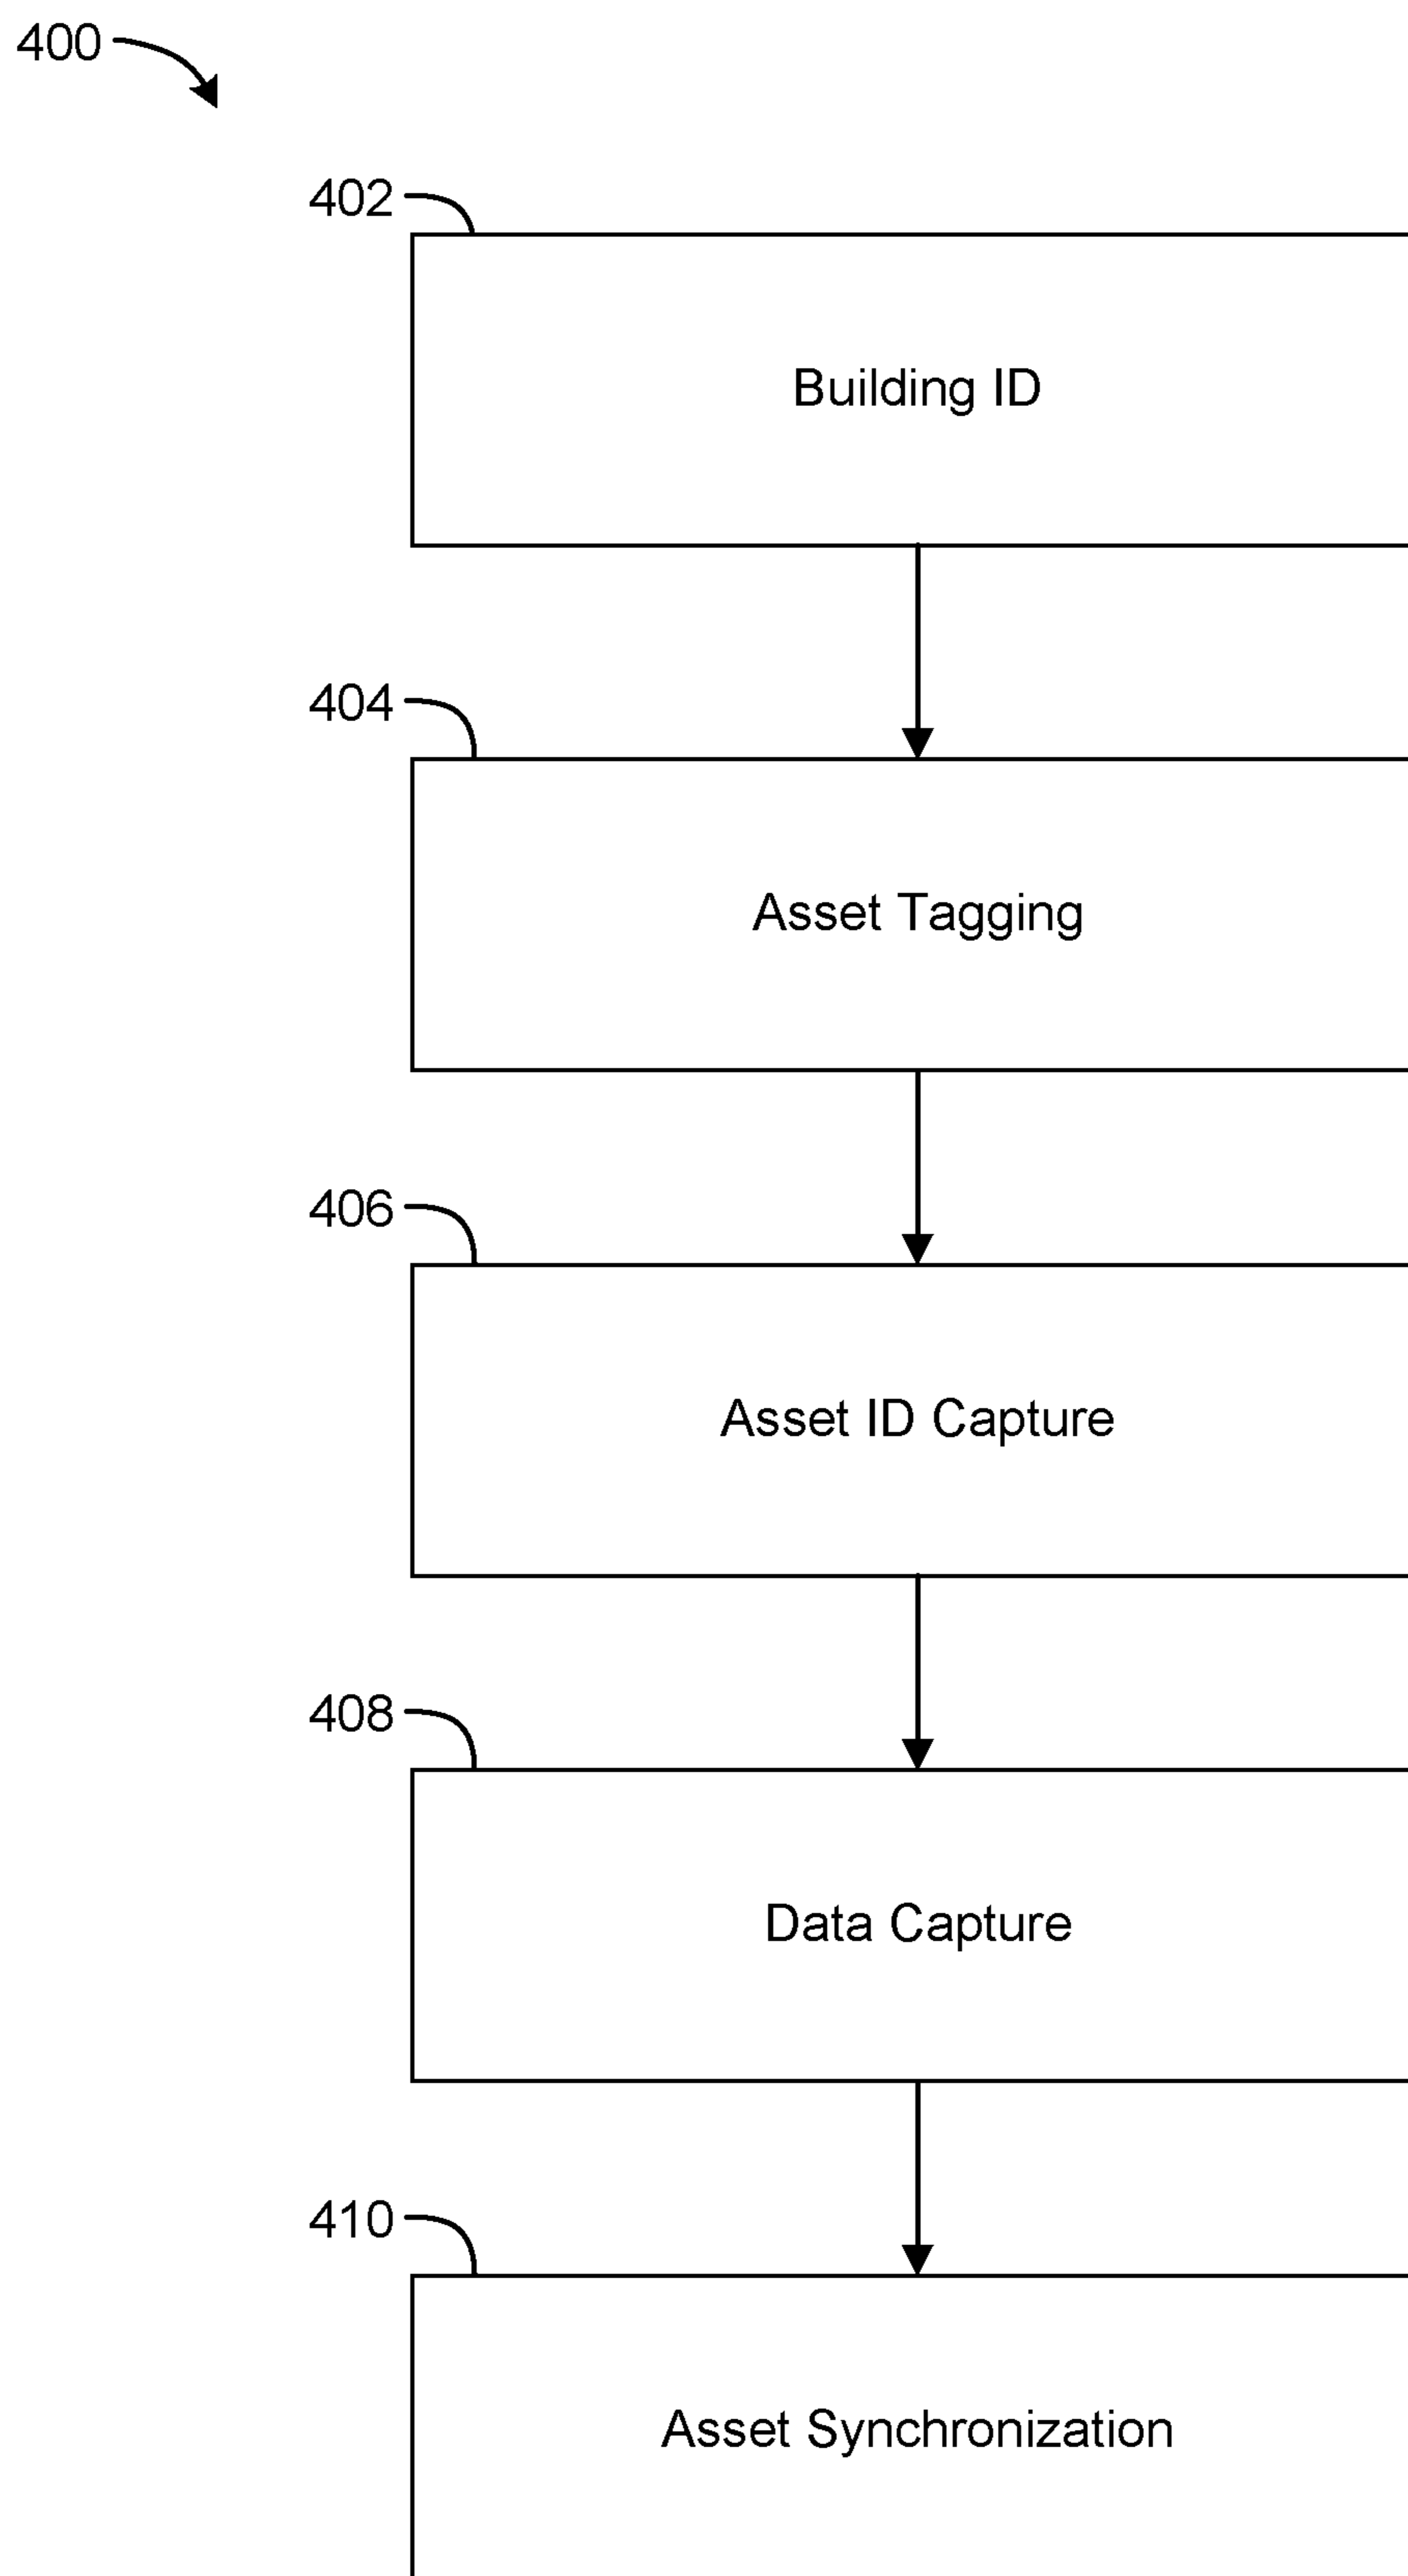 400
402
Building ID
404
Asset Tagging
406
Asset ID Capture
408
Data Capture
410
Asset Synchronization